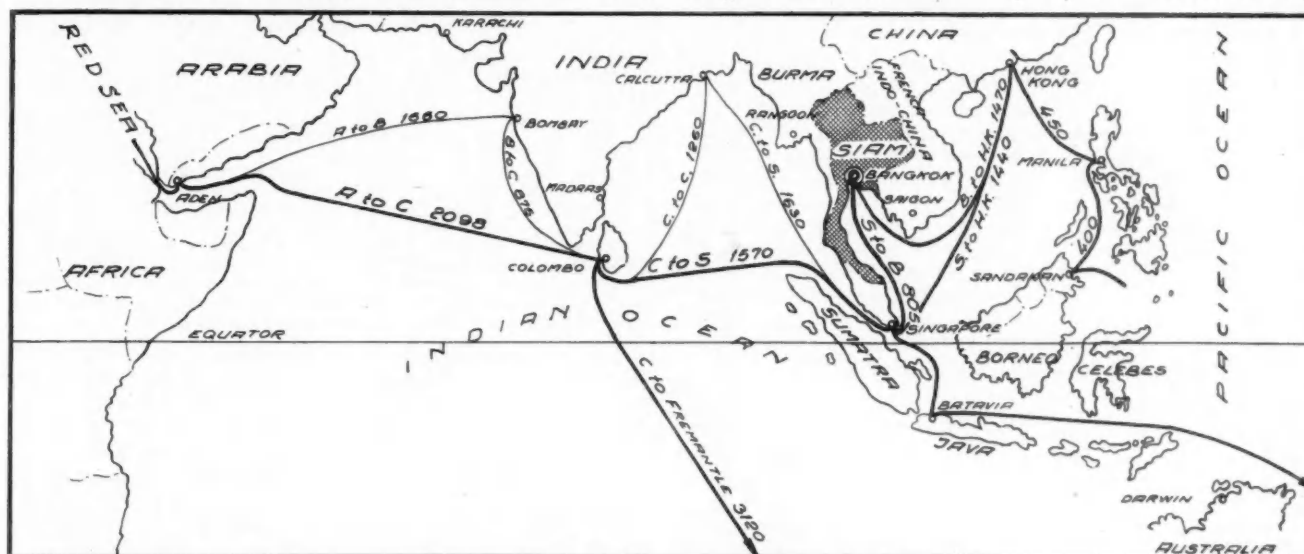 KARACHI
CHINA
RED SEA
ARABIA
INDIA
CALCUTTA
BURMA
FRENCH
INDO-CHINA
HONG
KONG
PACIFIC OCEAN
RANGOON
A to B 1660
BOMBAY
B to C 875
C. to C. 1260
C. to S. 1630
SIAM
B to H.K. 1470
S. to H.K. 1440
450
MANILA
ADEN
MADRAS
BANGKOK
SAIGON
A to C 2098
AFRICA
COLOMBO
C to S 1570
S to B 805
400
SANDAKAN
EQUATOR
INDIAN OCEAN
SUMATRA
SINGAPORE
BORNEO
CELEBES
C to FREMANTLE 3120
BATAVIA
JAVA
DARWIN
AUSTRALIA